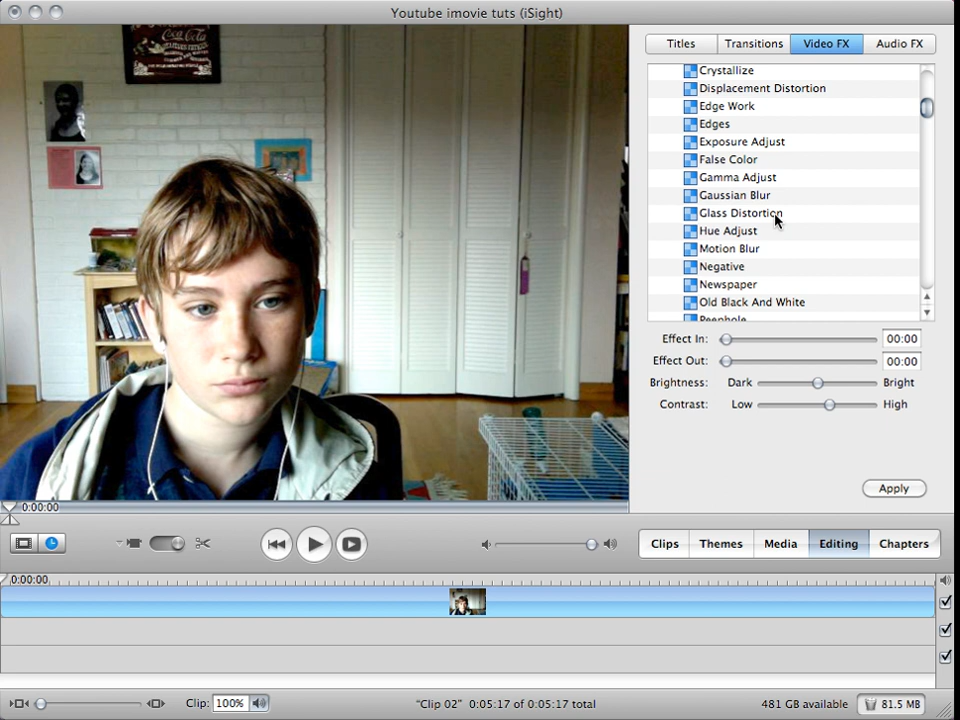 Youtube imovie tuts (iSight)
Coca-Cola
Titles
Transitions
Video FX
Audio FX
Crystallize
Displacement Distortion
Edge Work
Edges
Exposure Adjust
False Color
Gamma Adjust
Gaussian Blur
Glass Distortion
Hue Adjust
Motion Blur
Negative
Newspaper
Old Black And White
Peephole
Effect In: 00:00
Effect Out: 00:00
Brightness: Dark Bright
Contrast: Low High
Apply
0:00:00
Clips
Themes
Media
Editing
Chapters
0:00:00
Clip: 100%
"Clip 02" 0:05:17 of 0:05:17 total
481 GB available
81.5 MB